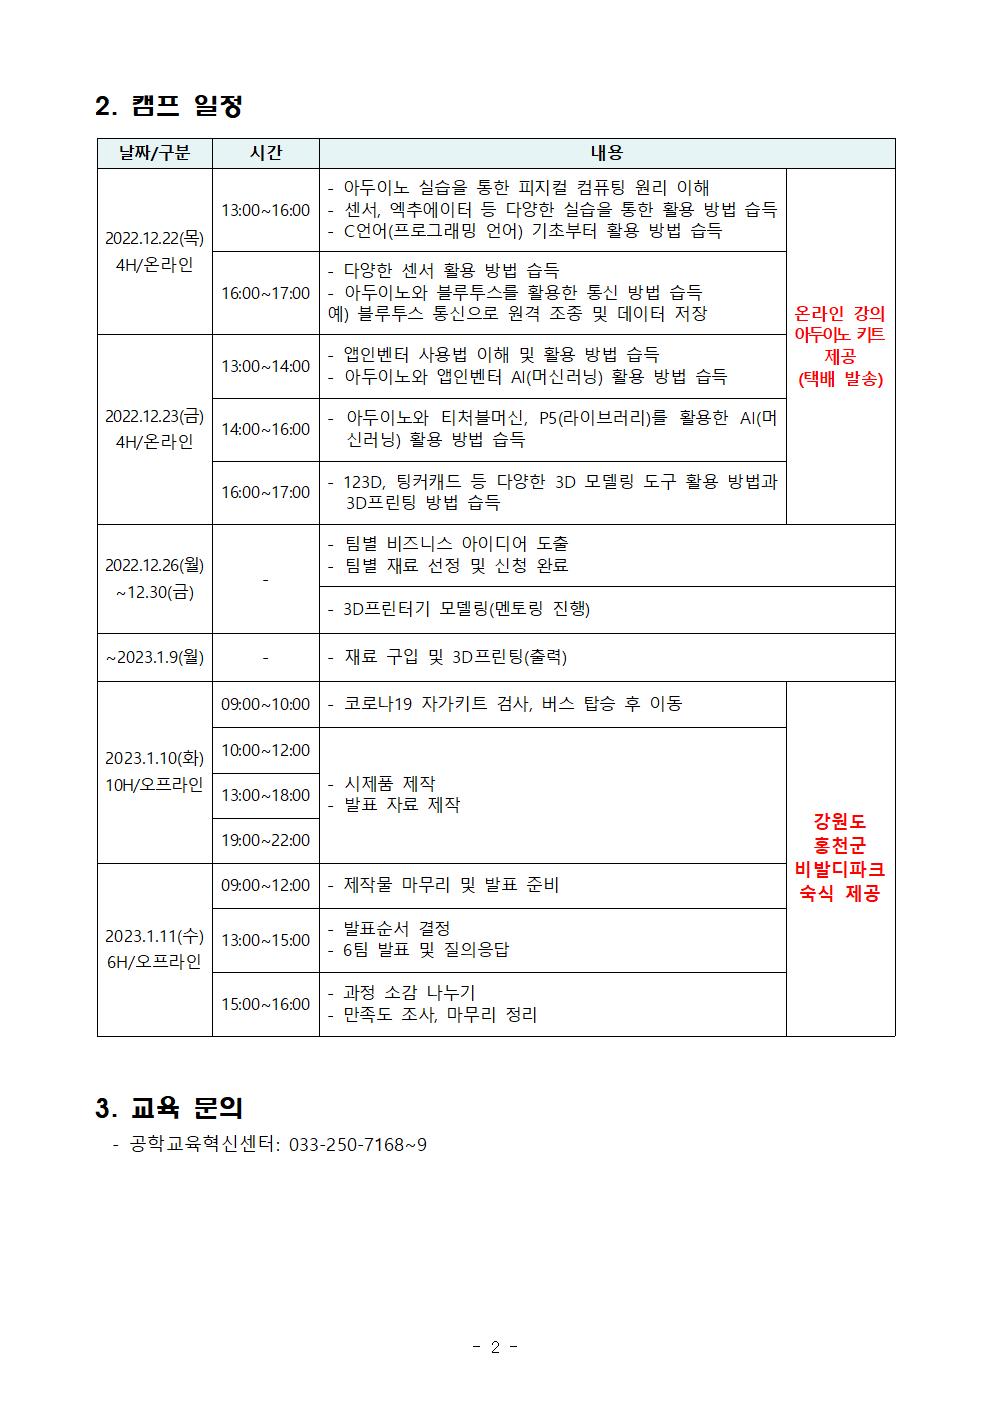 2. 캠프 일정
날짜/구분 시간 내용
2022.12.22(목)
4H/온라인
13:00~16:00
- 아두이노 실습을 통한 피지컬 컴퓨팅 원리 이해
- 센서, 엑추에이터 등 다양한 실습을 통한 활용 방법 습득
- C언어(프로그래밍 언어) 기초부터 활용 방법 습득
16:00~17:00
- 다양한 센서 활용 방법 습득
- 아두이노와 블루투스를 활용한 통신 방법 습득
예) 블루투스 통신으로 원격 조종 및 데이터 저장
온라인 강의
아두이노 키트
제공
(택배 발송)
2022.12.23(금)
4H/온라인
13:00~14:00
- 앱인벤터 사용법 이해 및 활용 방법 습득
- 아두이노와 앱인벤터 AI(머신러닝) 활용 방법 습득
14:00~16:00
- 아두이노와 티처블머신, P5(라이브러리)를 활용한 AI(머
신러닝) 활용 방법 습득
16:00~17:00
- 123D, 팅커캐드 등 다양한 3D 모델링 도구 활용 방법과
3D프린팅 방법 습득
2022.12.26(월)
~12.30(금)
-
- 팀별 비즈니스 아이디어 도출
- 팀별 재료 선정 및 신청 완료
- 3D프린터기 모델링(멘토링 진행)
~2023.1.9(월)
-
- 재료 구입 및 3D프린팅(출력)
2023.1.10(화)
10H/오프라인
09:00~10:00
- 코로나19 자가키트 검사, 버스 탑승 후 이동
10:00~12:00
13:00~18:00
19:00~22:00
- 시제품 제작
- 발표 자료 제작
강원도
홍천군
비발디파크
숙식 제공
2023.1.11(수)
6H/오프라인
09:00~12:00
- 제작물 마무리 및 발표 준비
13:00~15:00
- 발표순서 결정
- 6팀 발표 및 질의응답
15:00~16:00
- 과정 소감 나누기
- 만족도 조사, 마무리 정리
3. 교육 문의
- 공학교육혁신센터: 033-250-7168~9
- 2 -